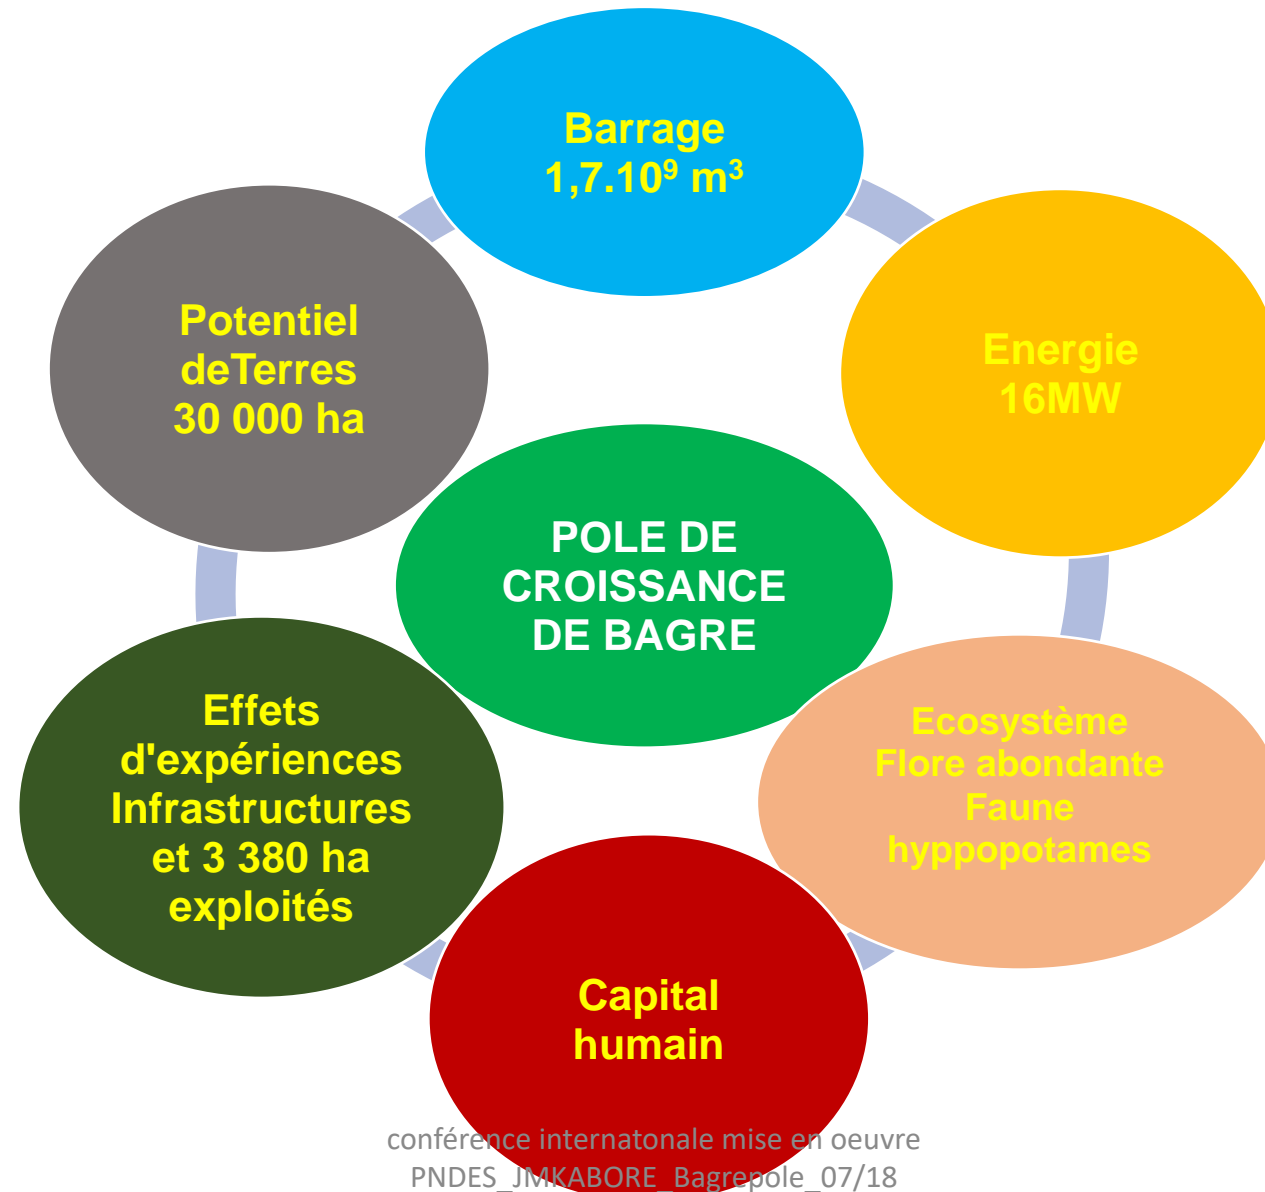 Barrage
1,7.10⁹ m³
Energie
16MW
Ecosystème
Flore abondante
Faune
hyppopotames
Capital
humain
Effets
d'expériences
Infrastructures
et 3 380 ha
exploités
Potentiel
deTerres
30 000 ha
POLE DE
CROISSANCE
DE BAGRE
conférence internatonale mise en oeuvre
PNDES_JMKABORE_Bagrepole_07/18